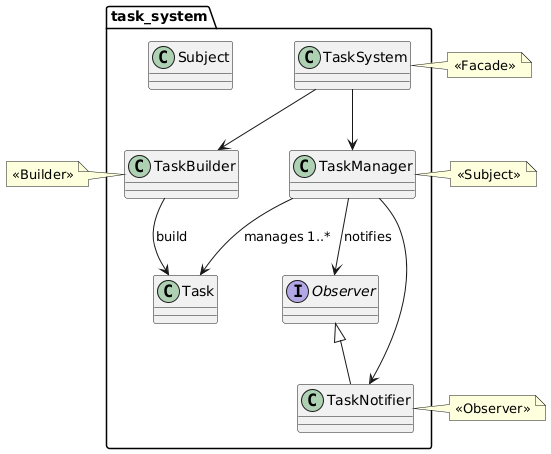 task_system
C Subject
C TaskSystem
«Facade»
«Builder»
C TaskBuilder
C TaskManager
«Subject»
build
manages 1..*
notifies
C Task
I Observer
C TaskNotifier
«Observer»